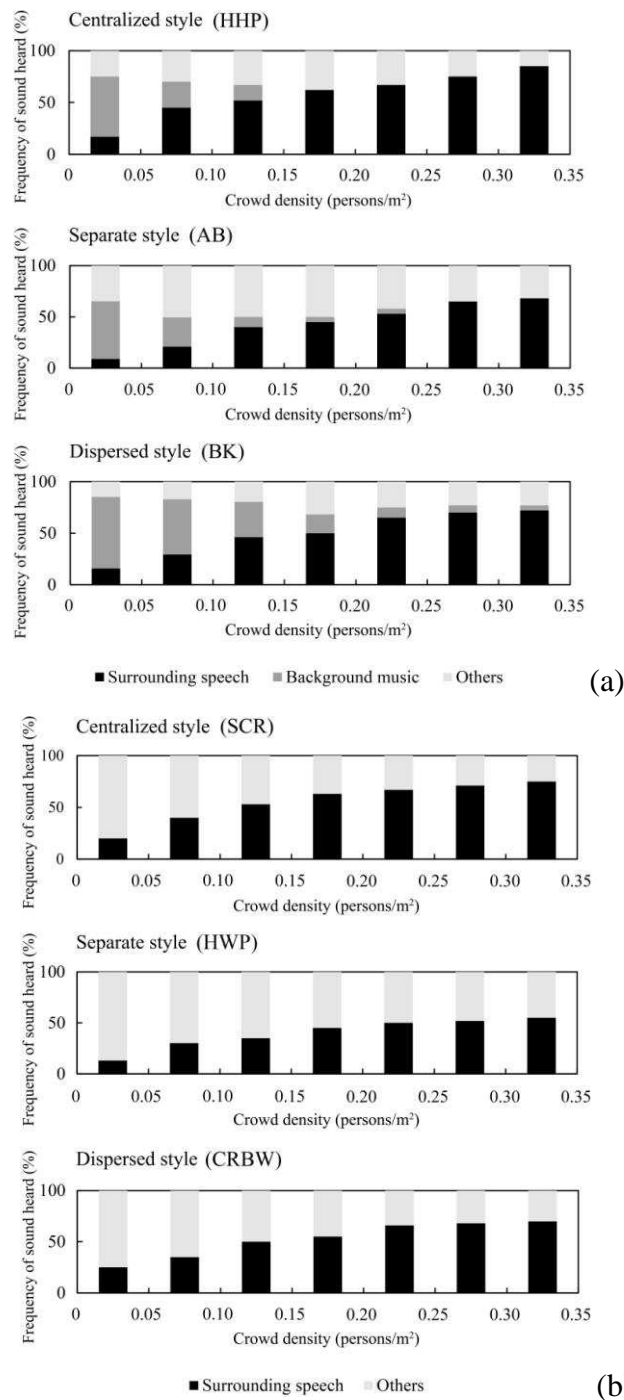 Centralized style (HHP)
Frequency of sound heard (%)
100
50
0
0 0.05 0.10 0.15 0.20 0.25 0.30 0.35
Crowd density (persons/m²)
Separate style (AB)
Frequency of sound heard (%)
100
50
0
0 0.05 0.10 0.15 0.20 0.25 0.30 0.35
Crowd density (persons/m²)
Dispersed style (BK)
Frequency of sound heard (%)
100
50
0
0 0.05 0.10 0.15 0.20 0.25 0.30 0.35
Crowd density (persons/m²)
Surrounding speech Background music Others
(a)
Centralized style (SCR)
Frequency of sound heard (%)
100
50
0
0 0.05 0.10 0.15 0.20 0.25 0.30 0.35
Crowd density (persons/m²)
Separate style (HWP)
Frequency of sound heard (%)
100
50
0
0 0.05 0.10 0.15 0.20 0.25 0.30 0.35
Crowd density (persons/m²)
Dispersed style (CRBW)
Frequency of sound heard (%)
100
50
0
0 0.05 0.10 0.15 0.20 0.25 0.30 0.35
Crowd density (persons/m²)
Surrounding speech Others
(b